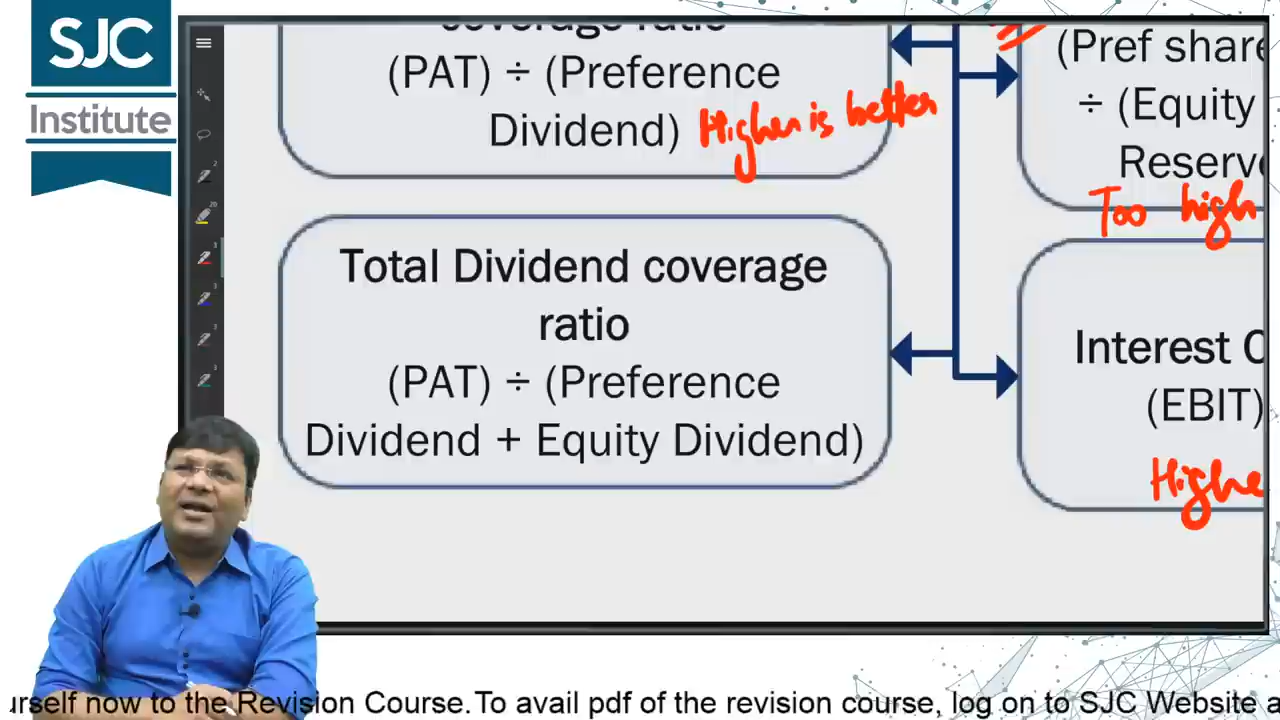 SJC
Institute
coverage ratio
(PAT) ÷ (Preference
Dividend) Higher is better
Total Dividend coverage
ratio
(PAT) ÷ (Preference
Dividend + Equity Dividend)
(Pref share
÷ (Equity
Reserve
Too high
Interest C
(EBIT)
Highe
urself now to the Revision Course. To avail pdf of the revision course, log on to SJC Website a